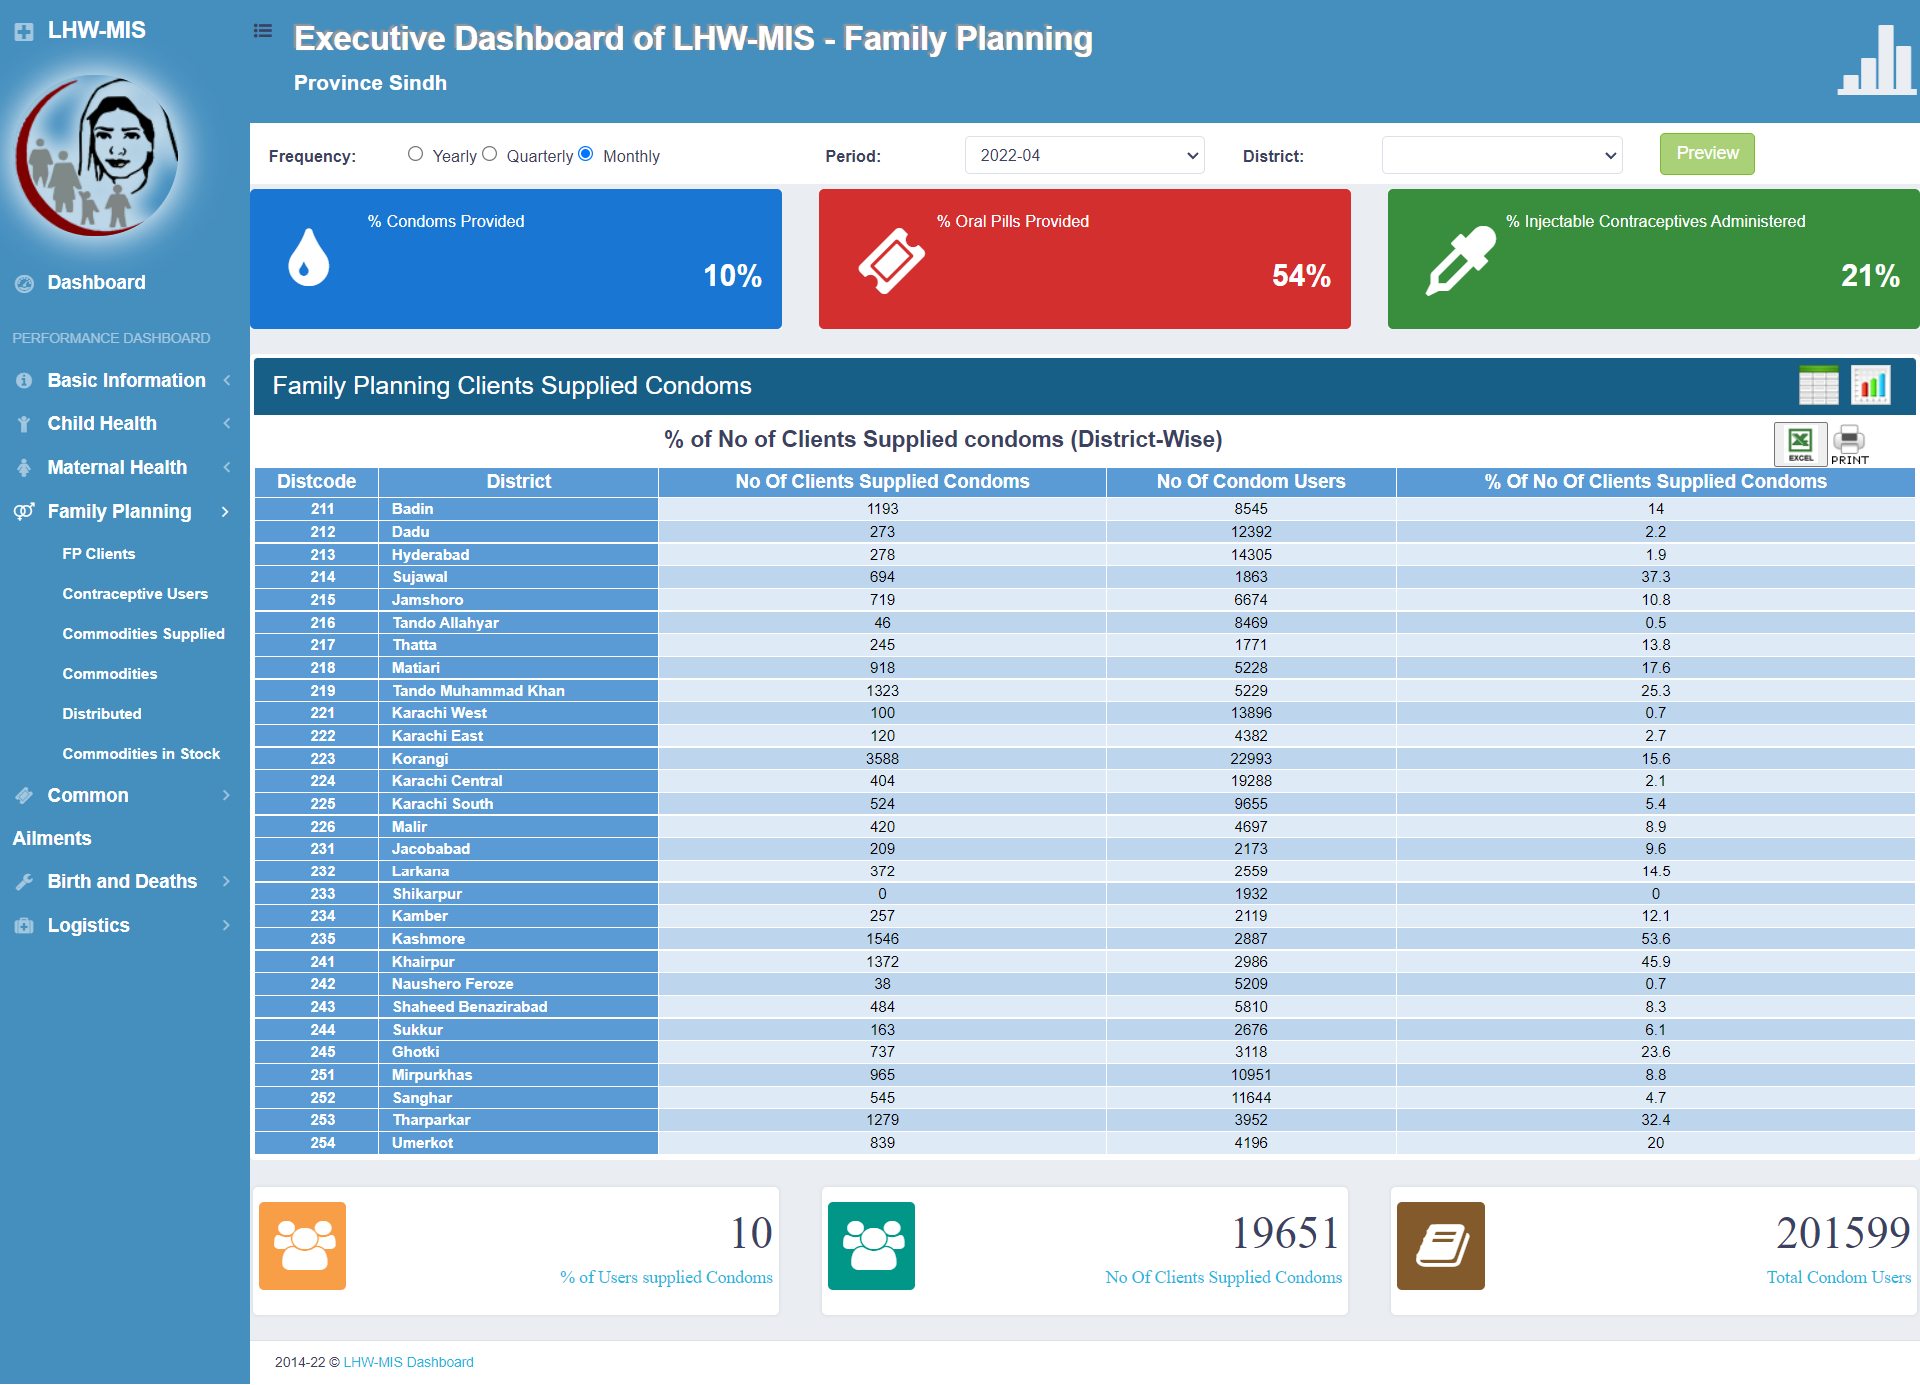 LHW-MIS
Executive Dashboard of LHW-MIS - Family Planning
Province Sindh
Frequency: Yearly Quarterly Monthly Period: 2022-04 District: Preview
% Condoms Provided
10%
% Oral Pills Provided
54%
% Injectable Contraceptives Administered
21%
Dashboard
PERFORMANCE DASHBOARD
Basic Information
Child Health
Maternal Health
Family Planning
FP Clients
Contraceptive Users
Commodities Supplied
Commodities
Distributed
Commodities in Stock
Common
Ailments
Birth and Deaths
Logistics
Family Planning Clients Supplied Condoms
% of No of Clients Supplied condoms (District-Wise)
EXCEL
PRINT
Distcode District No Of Clients Supplied Condoms No Of Condom Users % Of No Of Clients Supplied Condoms
211 Badin 1193 8545 14
212 Dadu 273 12392 2.2
213 Hyderabad 278 14305 1.9
214 Sujawal 694 1863 37.3
215 Jamshoro 719 6674 10.8
216 Tando Allahyar 46 8469 0.5
217 Thatta 245 1771 13.8
218 Matiari 918 5228 17.6
219 Tando Muhammad Khan 1323 5229 25.3
221 Karachi West 100 13896 0.7
222 Karachi East 120 4382 2.7
223 Korangi 3588 22993 15.6
224 Karachi Central 404 19288 2.1
225 Karachi South 524 9655 5.4
226 Malir 420 4697 8.9
231 Jacobabad 209 2173 9.6
232 Larkana 372 2559 14.5
233 Shikarpur 0 1932 0
234 Kamber 257 2119 12.1
235 Kashmore 1546 2887 53.6
241 Khairpur 1372 2986 45.9
242 Naushero Feroze 38 5209 0.7
243 Shaheed Benazirabad 484 5810 8.3
244 Sukkur 163 2676 6.1
245 Ghotki 737 3118 23.6
251 Mirpurkhas 965 10951 8.8
252 Sanghar 545 11644 4.7
253 Tharparkar 1279 3952 32.4
254 Umerkot 839 4196 20
10
% of Users supplied Condoms
19651
No Of Clients Supplied Condoms
201599
Total Condom Users
2014-22 © LHW-MIS Dashboard